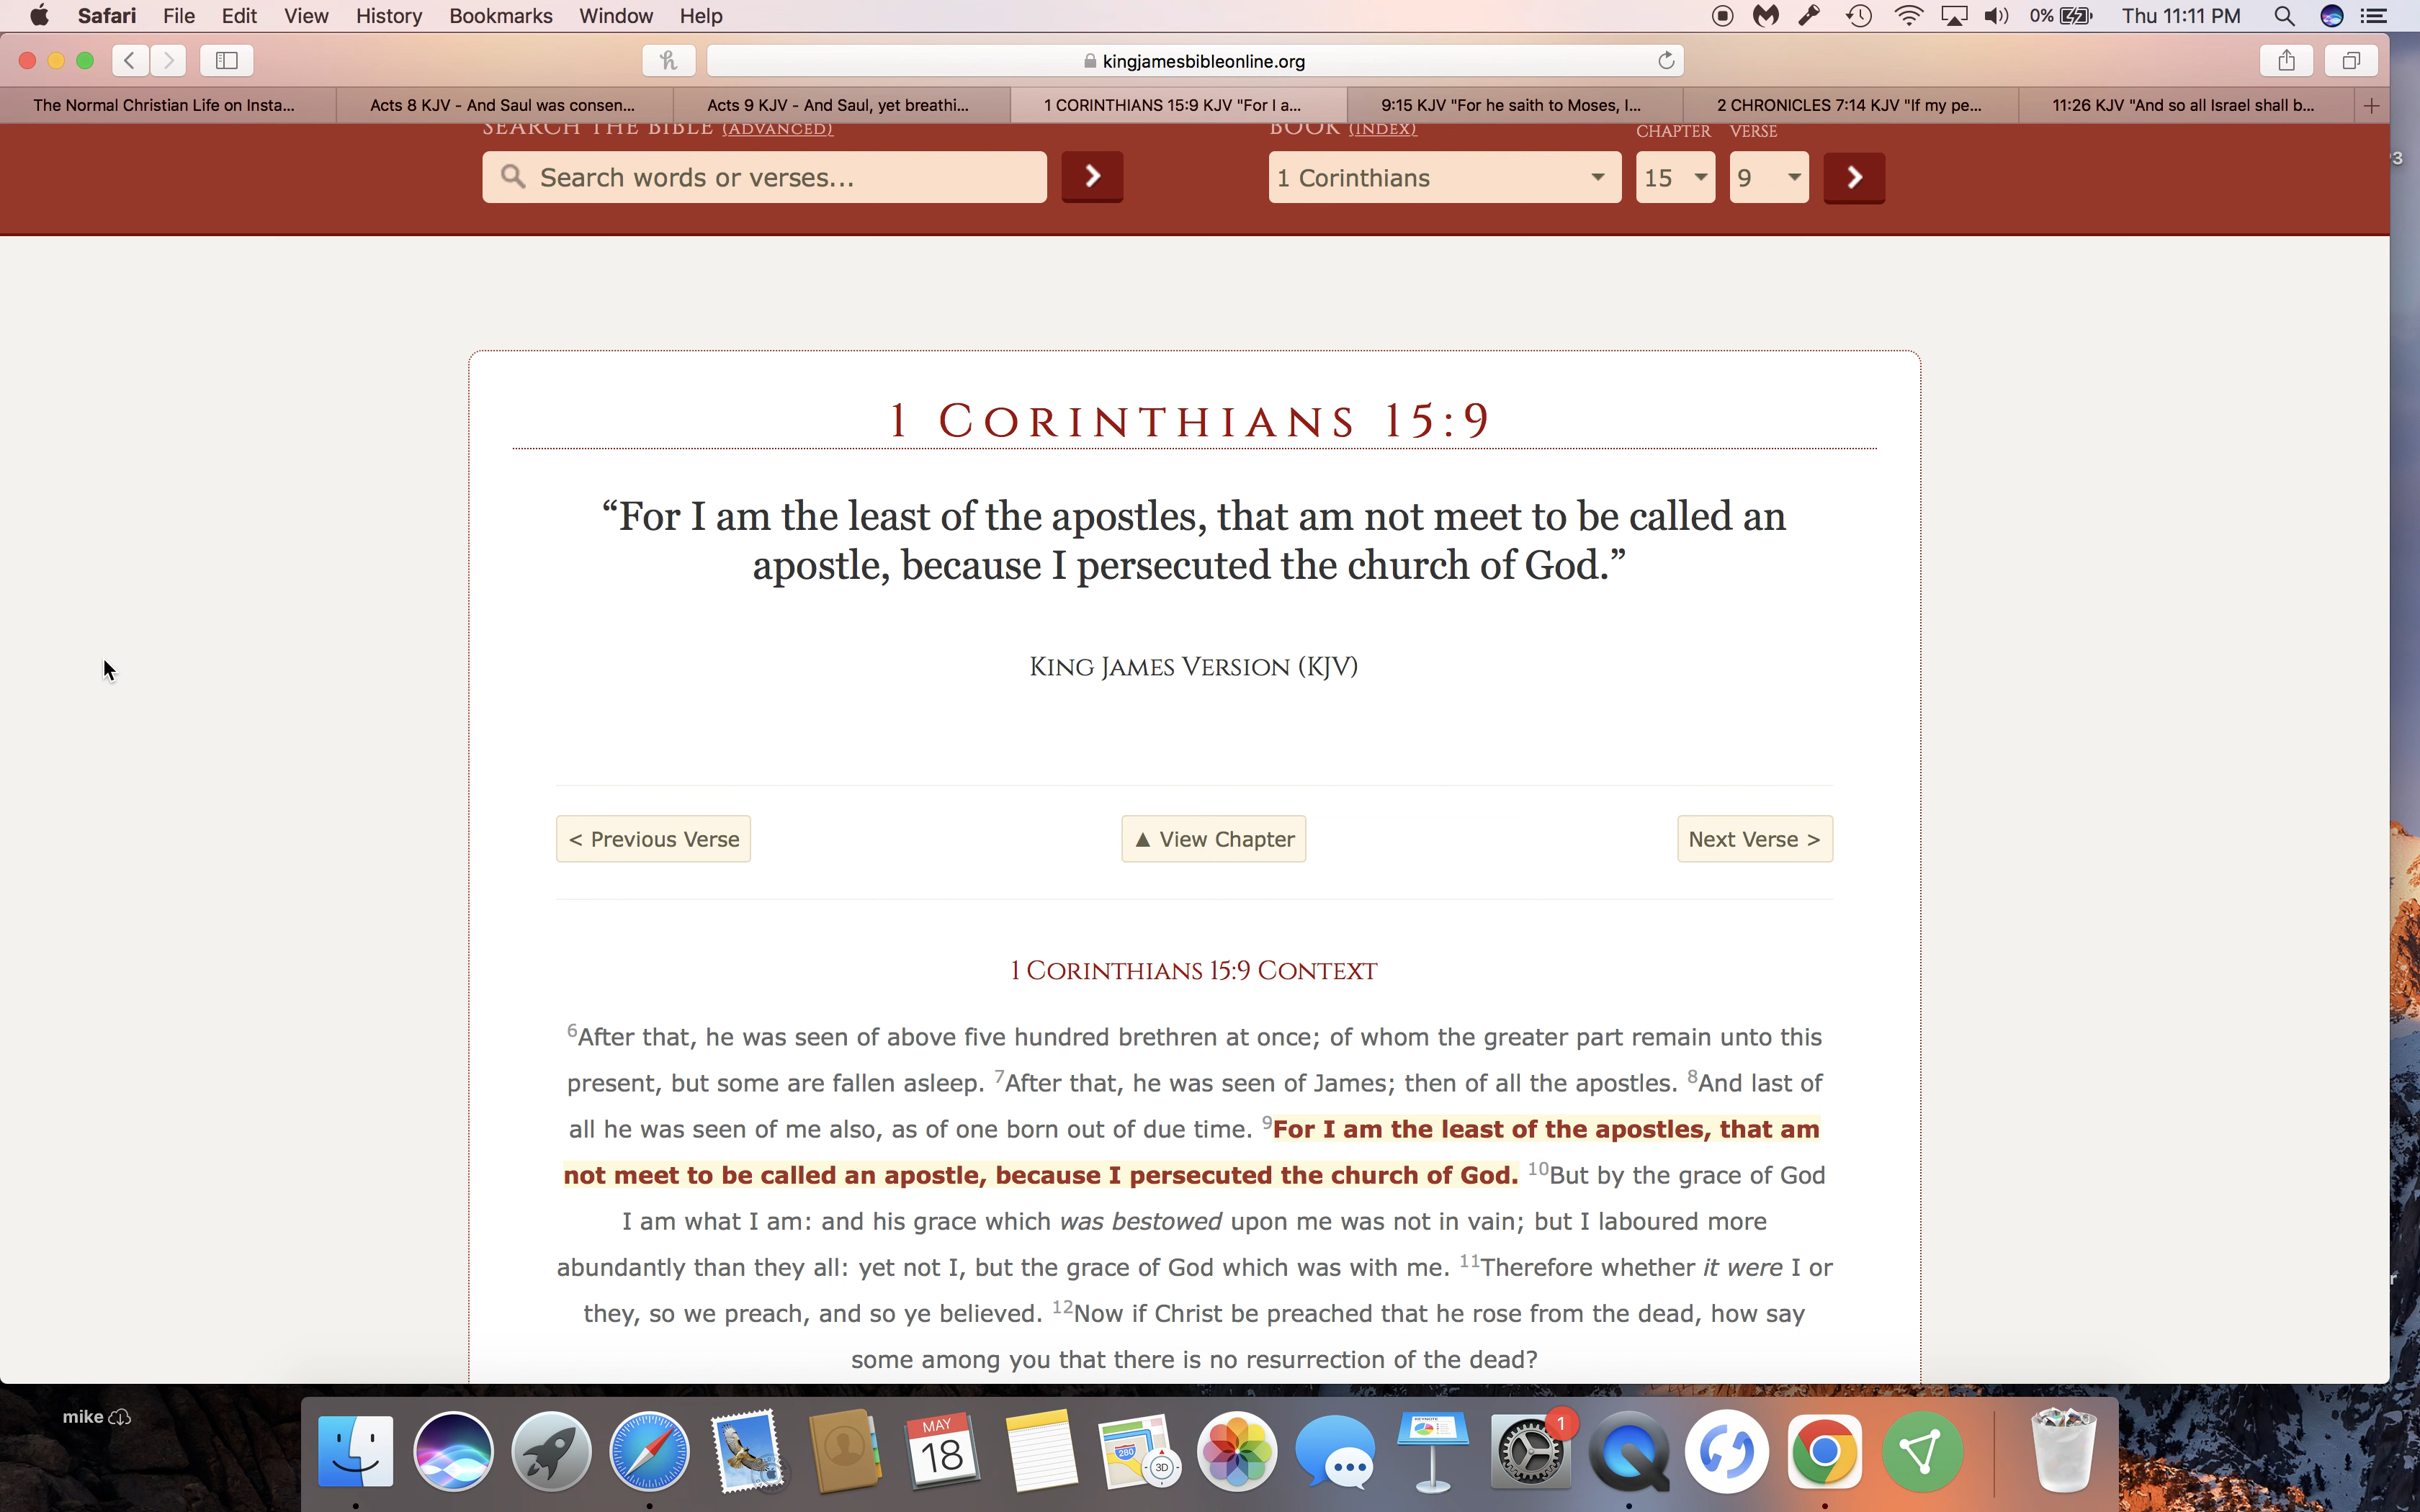 Safari File Edit View History Bookmarks Window Help 0% Thu 11:11 PM
kingjamesbibleonline.org
The Normal Christian Life on Insta... Acts 8 KJV - And Saul was consen... Acts 9 KJV - And Saul, yet breathi... 1 CORINTHIANS 15:9 KJV "For I a... 9:15 KJV "For he saith to Moses, I... 2 CHRONICLES 7:14 KJV "If my pe... 11:26 KJV "And so all Israel shall b...
SEARCH THE BIBLE (ADVANCED) BOOK (INDEX) CHAPTER VERSE
Search words or verses... 1 Corinthians 15 9
1 CORINTHIANS 15:9
“For I am the least of the apostles, that am not meet to be called an
apostle, because I persecuted the church of God.”
KING JAMES VERSION (KJV)
< Previous Verse ▲ View Chapter Next Verse >
1 CORINTHIANS 15:9 CONTEXT
6After that, he was seen of above five hundred brethren at once; of whom the greater part remain unto this
present, but some are fallen asleep. 7After that, he was seen of James; then of all the apostles. 8And last of
all he was seen of me also, as of one born out of due time. 9For I am the least of the apostles, that am
not meet to be called an apostle, because I persecuted the church of God. 10But by the grace of God
I am what I am: and his grace which was bestowed upon me was not in vain; but I laboured more
abundantly than they all: yet not I, but the grace of God which was with me. 11Therefore whether it were I or
they, so we preach, and so ye believed. 12Now if Christ be preached that he rose from the dead, how say
some among you that there is no resurrection of the dead?
mike
MAY
18
280
3D
KEYNOTE
1